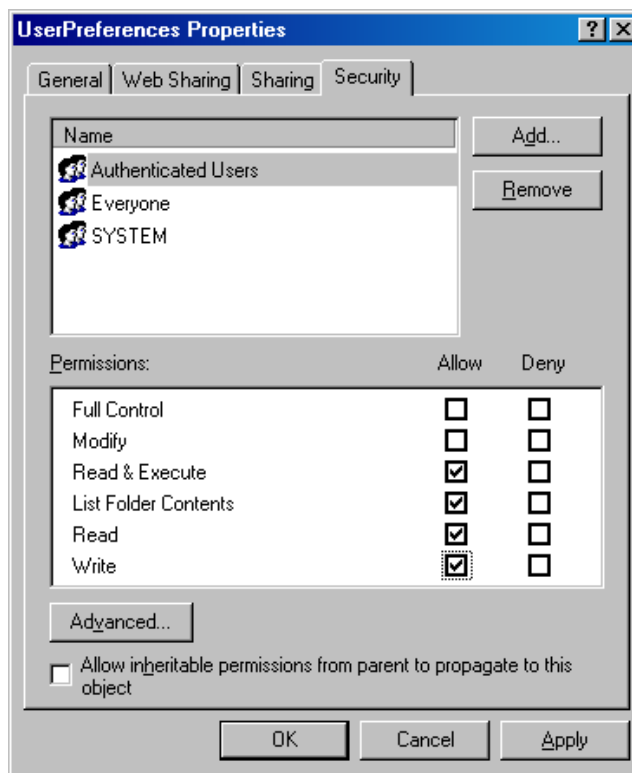 UserPreferences Properties
General Web Sharing Sharing Security
Name
Add...
Authenticated Users
Remove
Everyone
SYSTEM
Permissions: Allow Deny
Full Control
Modify
Read & Execute
List Folder Contents
Read
Write
Advanced...
Allow inheritable permissions from parent to propagate to this
object
OK Cancel Apply